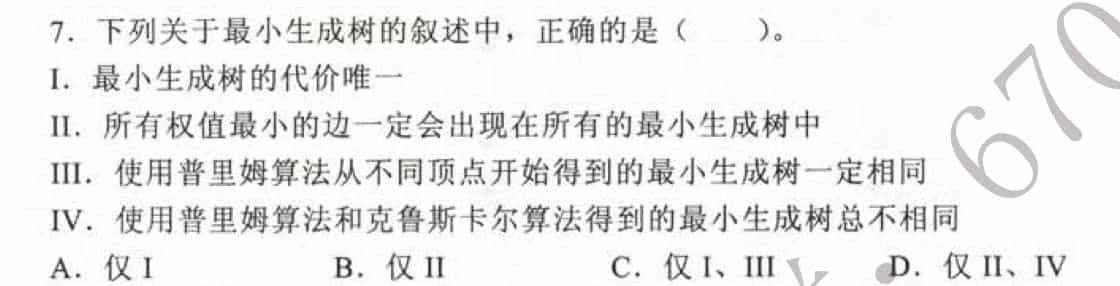 7．下列关于最小生成树的叙述中，正确的是（　　）。
I．最小生成树的代价唯一
II．所有权值最小的边一定会出现在所有的最小生成树中
III．使用普里姆算法从不同顶点开始得到的最小生成树一定相同
IV．使用普里姆算法和克鲁斯卡尔算法得到的最小生成树总不相同
A．仅 I　　B．仅 II　　C．仅 I、III　　D．仅 II、IV
670